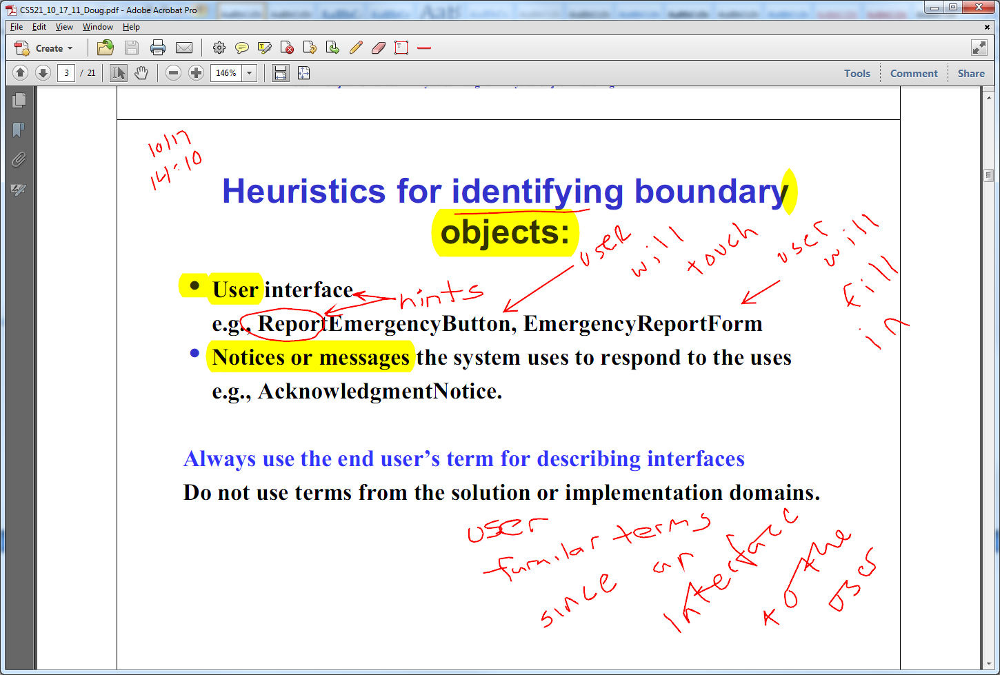 CS521_10_17_11_Doug.pdf - Adobe Acrobat Pro
File Edit View Window Help
Create
3 / 21 146% Tools Comment Share
10/17
14:10
Heuristics for identifying boundary
objects:
user will touch
user will fill in
• User interface
hints
e.g., ReportEmergencyButton, EmergencyReportForm
• Notices or messages the system uses to respond to the uses
e.g., AcknowledgmentNotice.
Always use the end user’s term for describing interfaces
Do not use terms from the solution or implementation domains.
user
familar terms
since an interface
to the